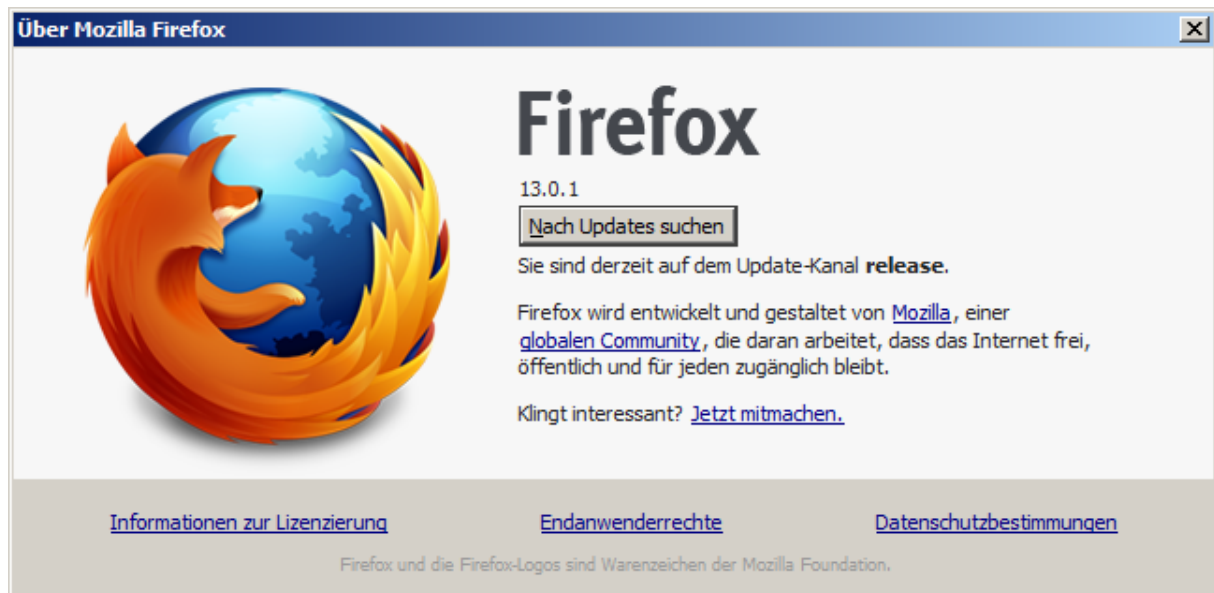 Über Mozilla Firefox
Firefox
13.0.1
Nach Updates suchen
Sie sind derzeit auf dem Update-Kanal release.
Firefox wird entwickelt und gestaltet von Mozilla, einer
globalen Community, die daran arbeitet, dass das Internet frei,
öffentlich und für jeden zugänglich bleibt.
Klingt interessant? Jetzt mitmachen.
Informationen zur Lizenzierung Endanwenderrechte Datenschutzbestimmungen
Firefox und die Firefox-Logos sind Warenzeichen der Mozilla Foundation.